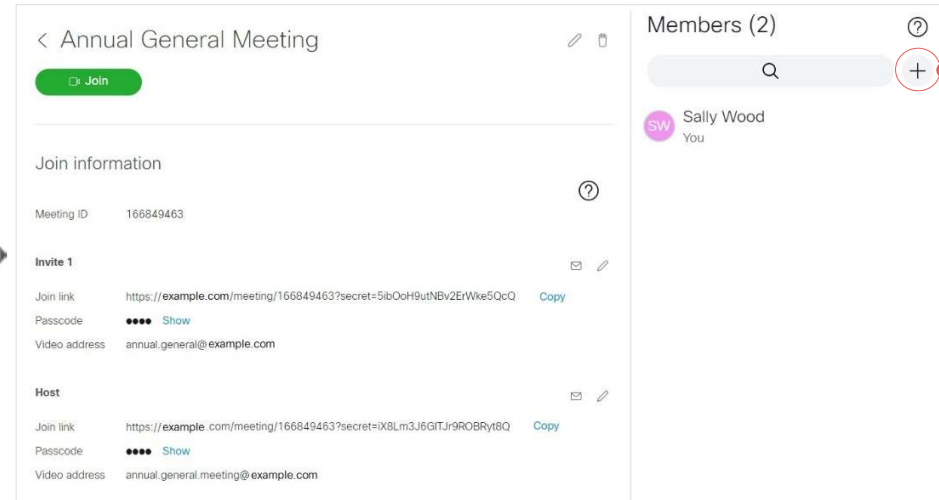 Annual General Meeting
Join
Join information
Meeting ID 166849463
Invite 1
Join link https://example.com/meeting/166849463?secret=5ibOoH9utNBv2ErWke5QcQ Copy
Passcode ●●●● Show
Video address annual.general@example.com
Host
Join link https://example.com/meeting/166849463?secret=iX8Lm3J6GlTJr9ROBRyt8Q Copy
Passcode ●●●● Show
Video address annual.general.meeting@example.com
Members (2)
SW Sally Wood
You